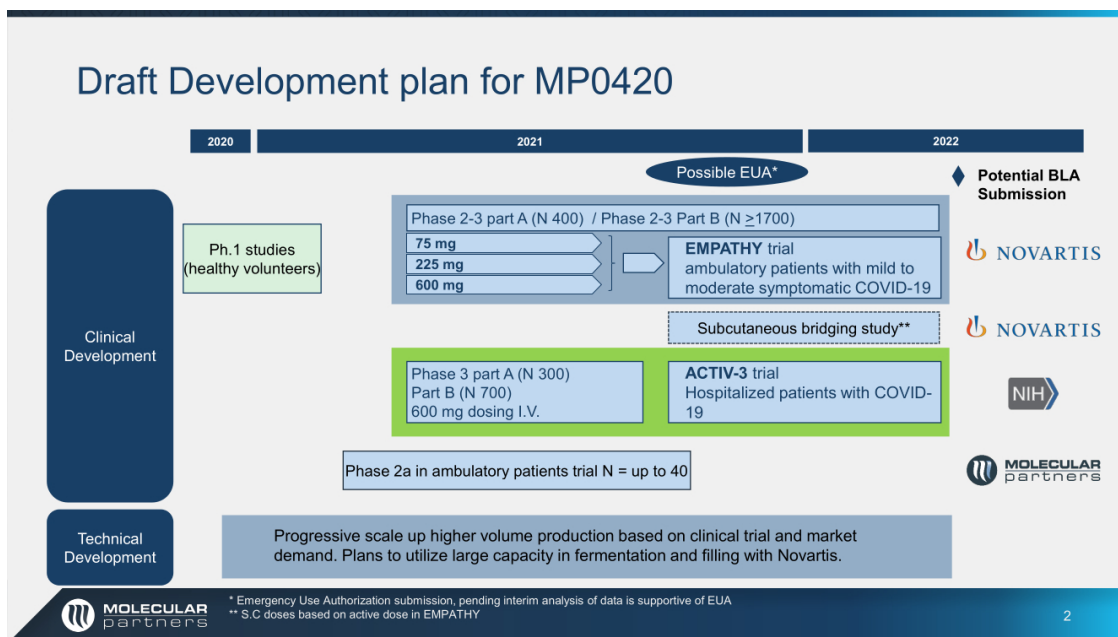 Draft Development plan for MP0420
2020
2021
2022
Possible EUA*
Potential BLA
Submission
Clinical
Development
Ph.1 studies
(healthy volunteers)
Phase 2-3 part A (N 400) / Phase 2-3 Part B (N ≥1700)
75 mg
225 mg
600 mg
EMPATHY trial
ambulatory patients with mild to
moderate symptomatic COVID-19
NOVARTIS
Subcutaneous bridging study**
NOVARTIS
Phase 3 part A (N 300)
Part B (N 700)
600 mg dosing I.V.
ACTIV-3 trial
Hospitalized patients with COVID-
19
NIH
Phase 2a in ambulatory patients trial N = up to 40
MOLECULAR
partners
Technical
Development
Progressive scale up higher volume production based on clinical trial and market
demand. Plans to utilize large capacity in fermentation and filling with Novartis.
MOLECULAR
partners
* Emergency Use Authorization submission, pending interim analysis of data is supportive of EUA
** S.C doses based on active dose in EMPATHY
2